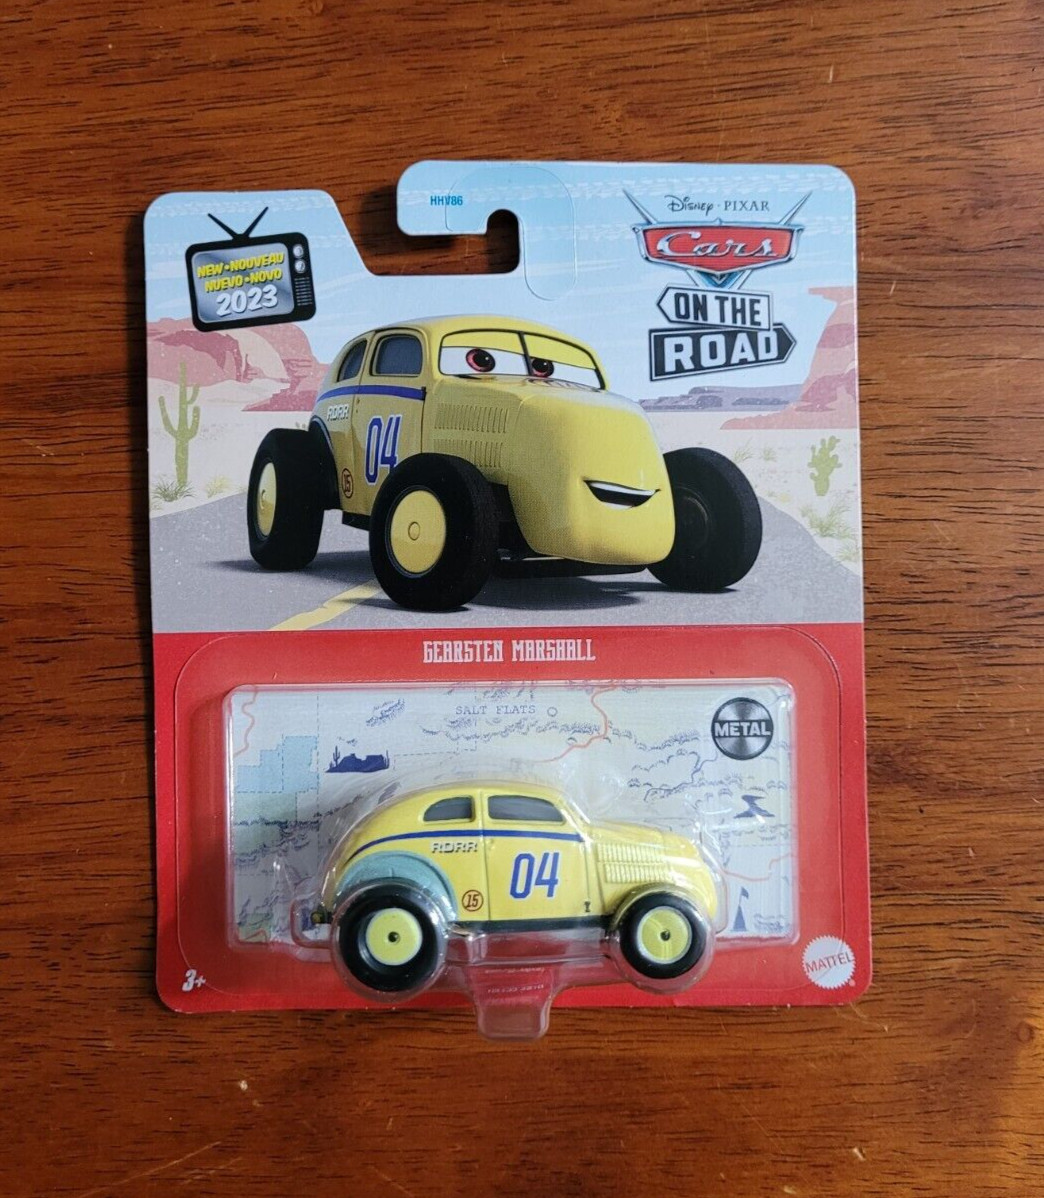 HHV86
Disney · PIXAR
Cars
ON THE
ROAD
NEW • NOUVEAU
NUEVO • NOVO
2023
RDRR
04
15
GEARSTEN MARSHALL
SALT FLATS
METAL
RDRR
04
15
3+
MATTEL